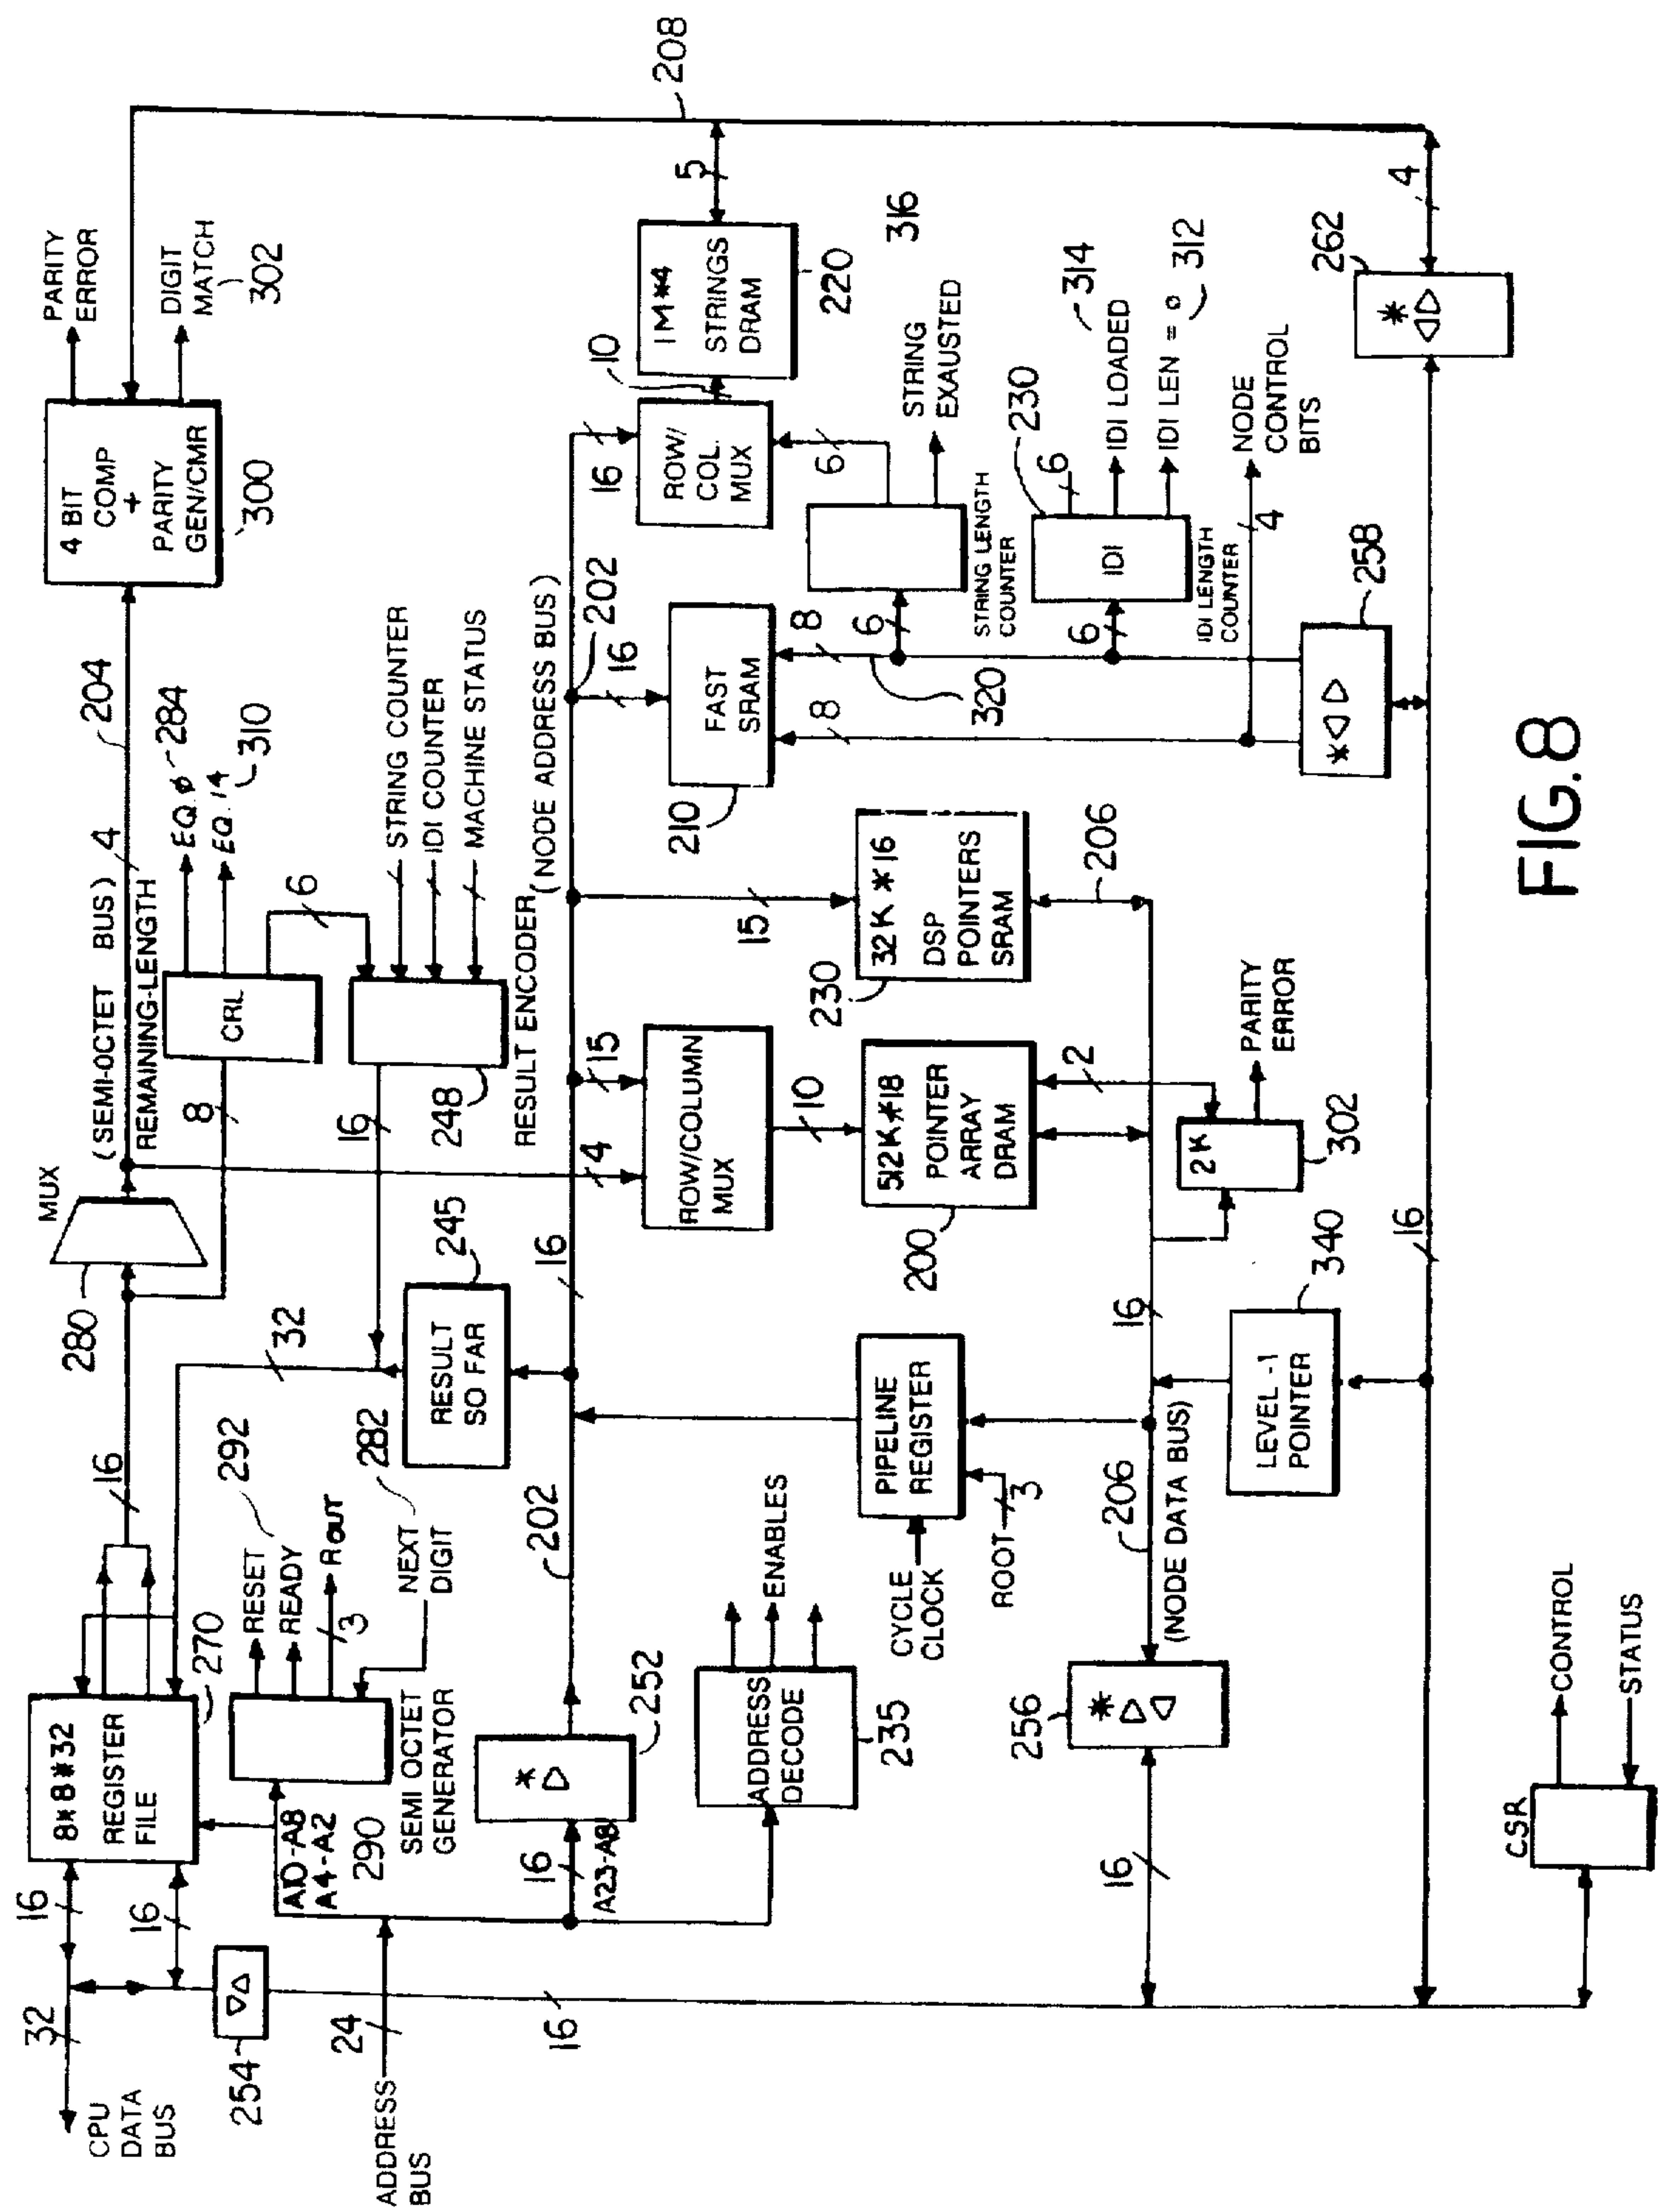 CPU
DATA
BUS
32
16
16
254
8*8*32
REGISTER
FILE
270
16
280
MUX
(SEMI-OCTET BUS)
REMAINING-LENGTH
4
204
4 BIT
COMP
+
PARITY
GEN/CMR
300
PARITY
ERROR
DIGIT
MATCH
302
208
8
CRL
EQ.ø
284
EQ.14
310
6
RESET
READY
292
ROUT
3
NEXT
DIGIT
282
32
16
248
STRING COUNTER
IDI COUNTER
MACHINE STATUS
RESULT ENCODER
A10-A8
A4-A2
290
SEMI OCTET
GENERATOR
ADDRESS
BUS
24
RESULT
SO FAR
245
16
A23-A8
*
252
202
16
(NODE ADDRESS BUS)
202
16
ADDRESS
DECODE
235
ENABLES
4
15
ROW/COLUMN
MUX
10
512K*18
POINTER
ARRAY
DRAM
200
2
15
32K*16
DSP
POINTERS
SRAM
230
206
16
FAST
SRAM
210
8
8
320
16
ROW/
COL.
MUX
10
6
1M*4
STRINGS
DRAM
220
5
6
STRING LENGTH
COUNTER
STRING
EXAUSTED
316
6
IDI
230
6
IDI LENGTH
COUNTER
IDI LOADED
314
IDI LEN = 0
312
4
NODE
CONTROL
BITS
CYCLE
CLOCK
PIPELINE
REGISTER
ROOT
3
206
(NODE DATA BUS)
16
16
256
*
16
LEVEL -1
POINTER
340
2K
302
PARITY
ERROR
16
*
258
*
262
4
CSR
CONTROL
STATUS
FIG.8